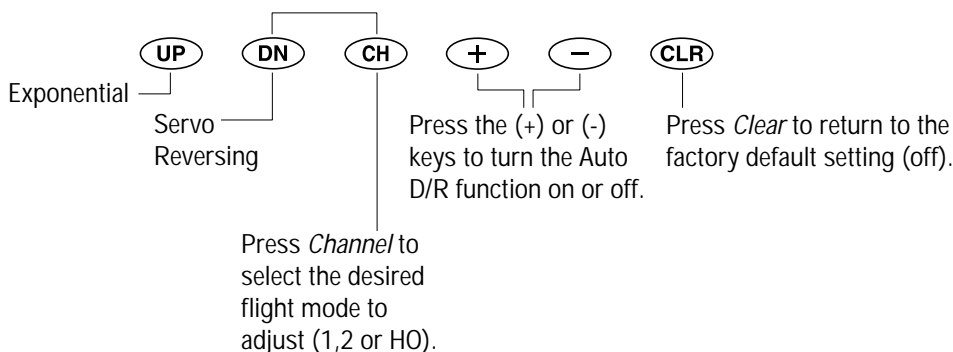 UP DN CH + − CLR
Exponential
Servo
Reversing
Press the (+) or (-)
keys to turn the Auto
D/R function on or off.
Press Clear to return to the
factory default setting (off).
Press Channel to
select the desired
flight mode to
adjust (1,2 or HO).